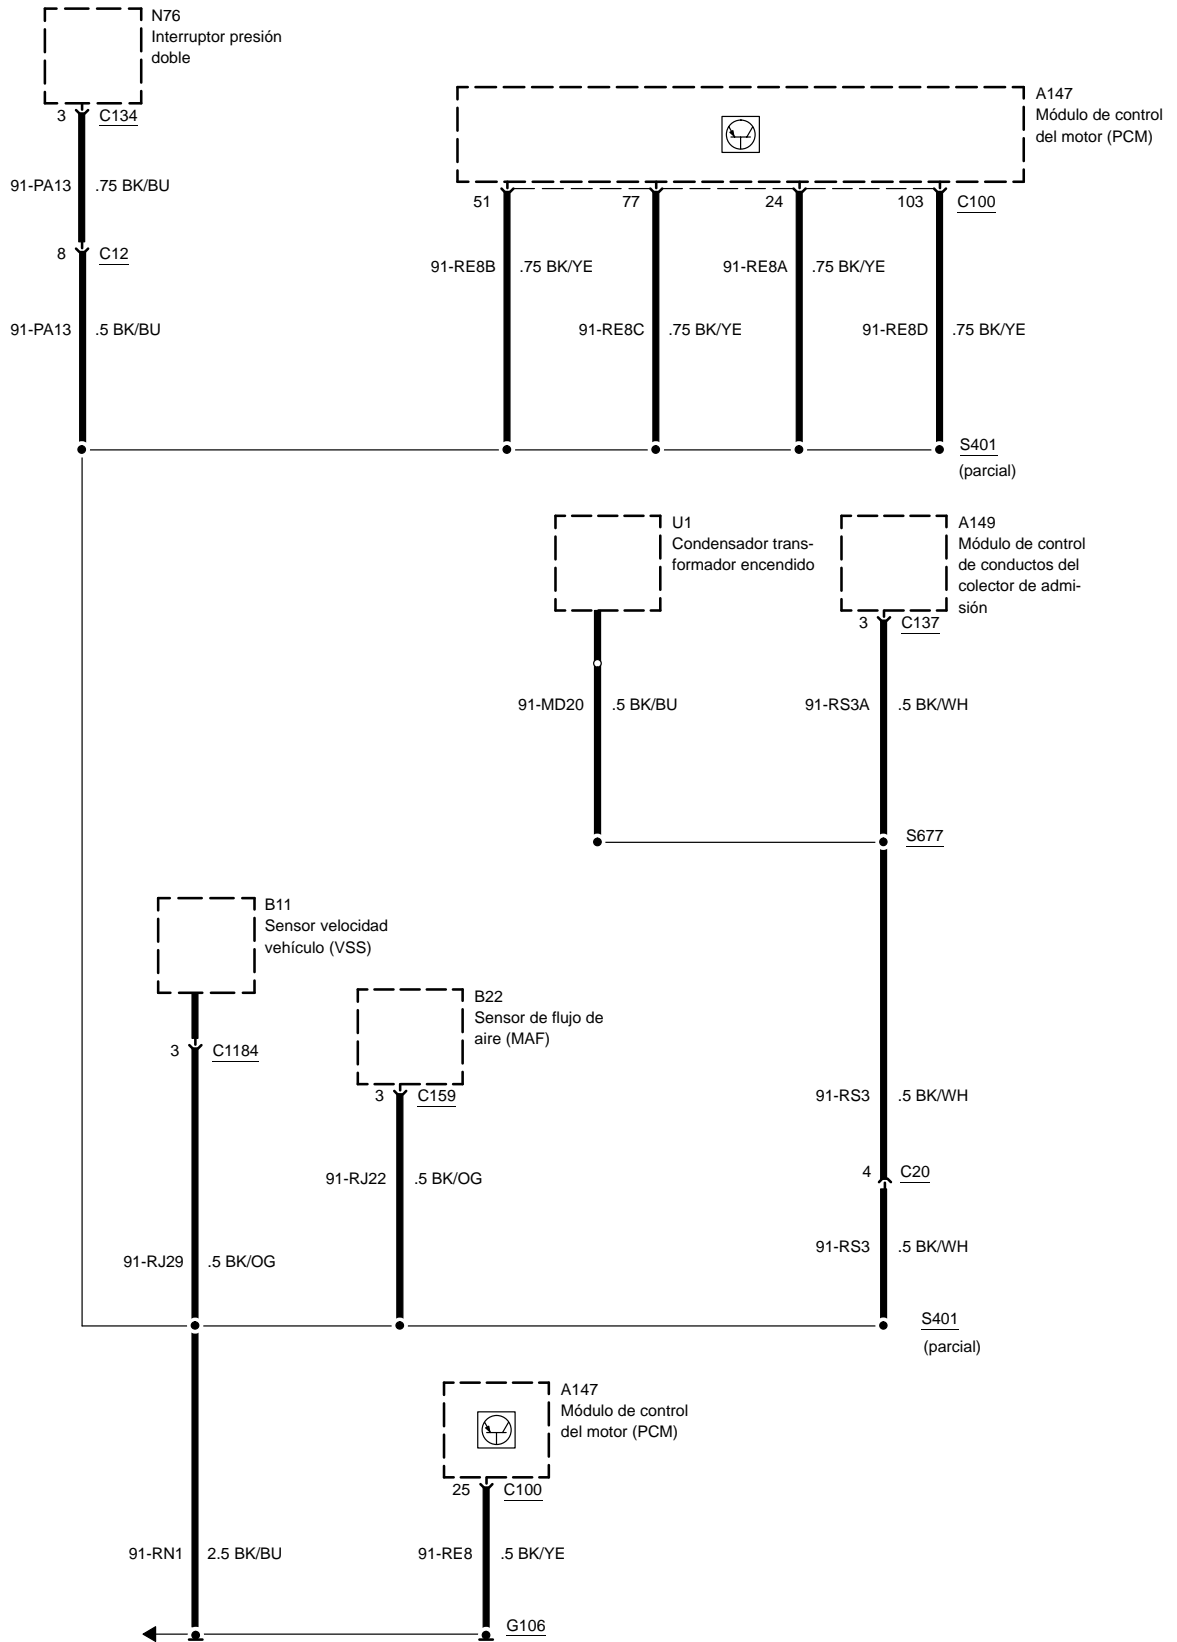 N76
Interruptor presión
doble
3 C134
91-PA13 .75 BK/BU
8 C12
91-PA13 .5 BK/BU
A147
Módulo de control
del motor (PCM)
51 77 24 103 C100
91-RE8B .75 BK/YE 91-RE8A .75 BK/YE
91-RE8C .75 BK/YE 91-RE8D .75 BK/YE
S401
(parcial)
U1
Condensador trans-
formador encendido
A149
Módulo de control
de conductos del
colector de admi-
sión
3 C137
91-MD20 .5 BK/BU 91-RS3A .5 BK/WH
S677
B11
Sensor velocidad
vehículo (VSS)
3 C1184
B22
Sensor de flujo de
aire (MAF)
3 C159
91-RS3 .5 BK/WH
4 C20
91-RJ22 .5 BK/OG
91-RS3 .5 BK/WH
91-RJ29 .5 BK/OG
S401
(parcial)
A147
Módulo de control
del motor (PCM)
25 C100
91-RN1 2.5 BK/BU 91-RE8 .5 BK/YE
G106